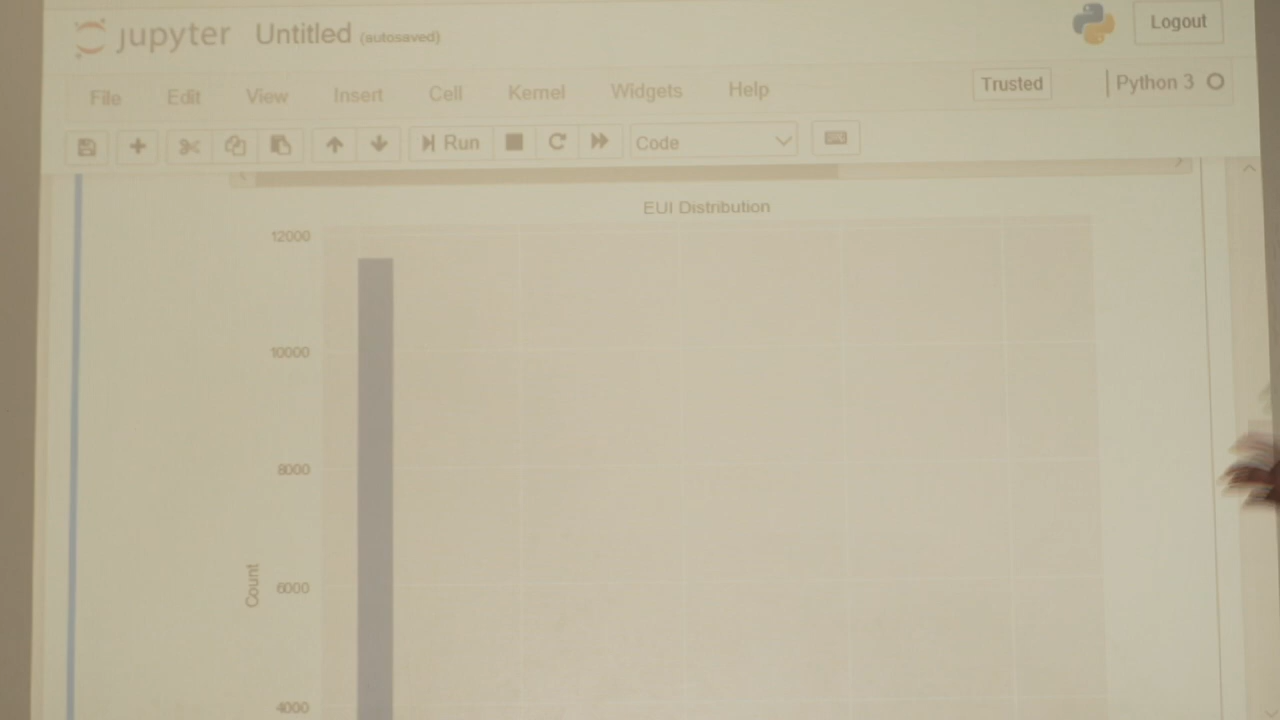 jupyter Untitled (autosaved) Logout
File Edit View Insert Cell Kernel Widgets Help Trusted Python 3
Run Code
EUI Distribution
12000
10000
8000
6000
4000
Count